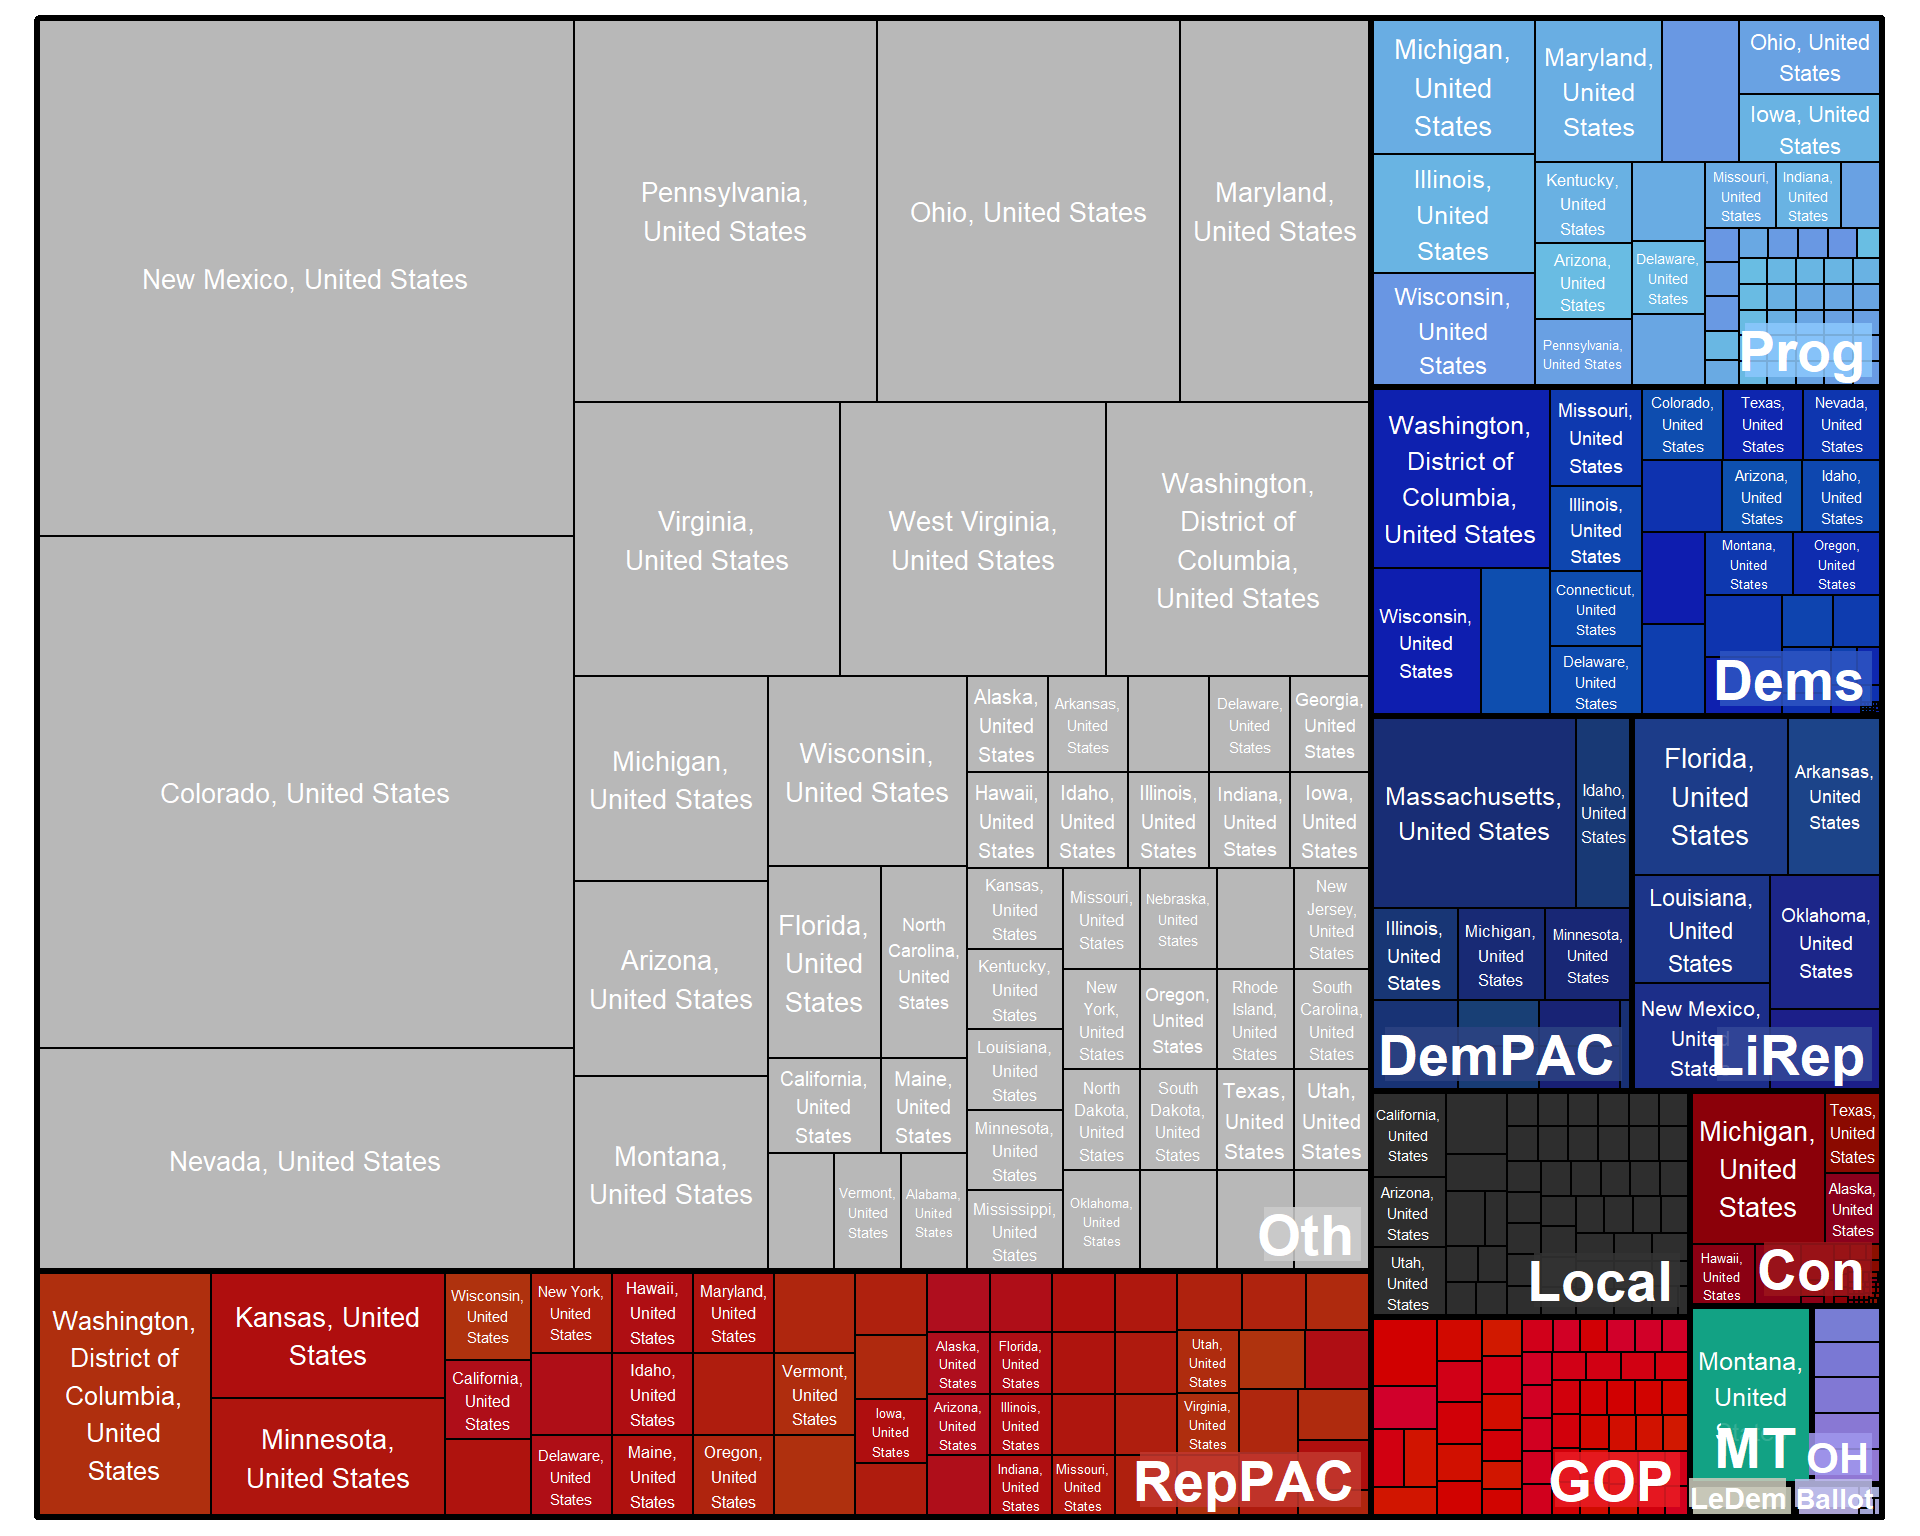 New Mexico, United States
Colorado, United States
Nevada, United States
Pennsylvania,
United States
Ohio, United States
Maryland,
United States
Virginia,
United States
West Virginia,
United States
Washington,
District of
Columbia,
United States
Michigan,
United States
Arizona,
United States
Montana,
United States
Wisconsin,
United States
Florida,
United
States
North
Carolina,
United
States
California,
United
States
Maine,
United
States
Vermont,
United
States
Alabama,
United
States
Alaska,
United
States
Arkansas,
United
States
Delaware,
United
States
Georgia,
United
States
Hawaii,
United
States
Idaho,
United
States
Illinois,
United
States
Indiana,
United
States
Iowa,
United
States
Kansas,
United
States
Kentucky,
United
States
Louisiana,
United
States
Minnesota,
United
States
Mississippi,
United
States
Missouri,
United
States
Nebraska,
United
States
New
Jersey,
United
States
New
York,
United
States
Oregon,
United
States
Rhode
Island,
United
States
South
Carolina,
United
States
North
Dakota,
United
States
South
Dakota,
United
States
Texas,
United
States
Utah,
United
States
Oklahoma,
United
States
Oth
Michigan,
United
States
Illinois,
United
States
Wisconsin,
United
States
Maryland,
United
States
Ohio, United
States
Iowa, United
States
Kentucky,
United
States
Arizona,
United
States
Pennsylvania,
United States
Delaware,
United
States
Missouri,
United
States
Indiana,
United
States
Prog
Washington,
District of
Columbia,
United States
Wisconsin,
United
States
Missouri,
United
States
Illinois,
United
States
Connecticut,
United
States
Delaware,
United
States
Colorado,
United
States
Texas,
United
States
Nevada,
United
States
Arizona,
United
States
Idaho,
United
States
Montana,
United
States
Oregon,
United
States
Dems
Massachusetts,
United States
Idaho,
United
States
Illinois,
United
States
Michigan,
United
States
Minnesota,
United
States
DemPAC
Florida,
United
States
Arkansas,
United
States
Louisiana,
United
States
Oklahoma,
United
States
New Mexico,
United
States
LiRep
California,
United
States
Arizona,
United
States
Utah,
United
States
Local
Michigan,
United
States
Texas,
United
States
Alaska,
United
States
Hawaii,
United
States
Con
Washington,
District of
Columbia,
United
States
Kansas, United
States
Minnesota,
United States
Wisconsin,
United
States
California,
United
States
New York,
United
States
Delaware,
United
States
Hawaii,
United
States
Idaho,
United
States
Maine,
United
States
Maryland,
United
States
Oregon,
United
States
Vermont,
United
States
Iowa,
United
States
Alaska,
United
States
Arizona,
United
States
Florida,
United
States
Illinois,
United
States
Indiana,
United
States
Missouri,
United
States
Utah,
United
States
Virginia,
United
States
RepPAC
GOP
Montana,
United
States
MT
OH
LeDem
Ballot